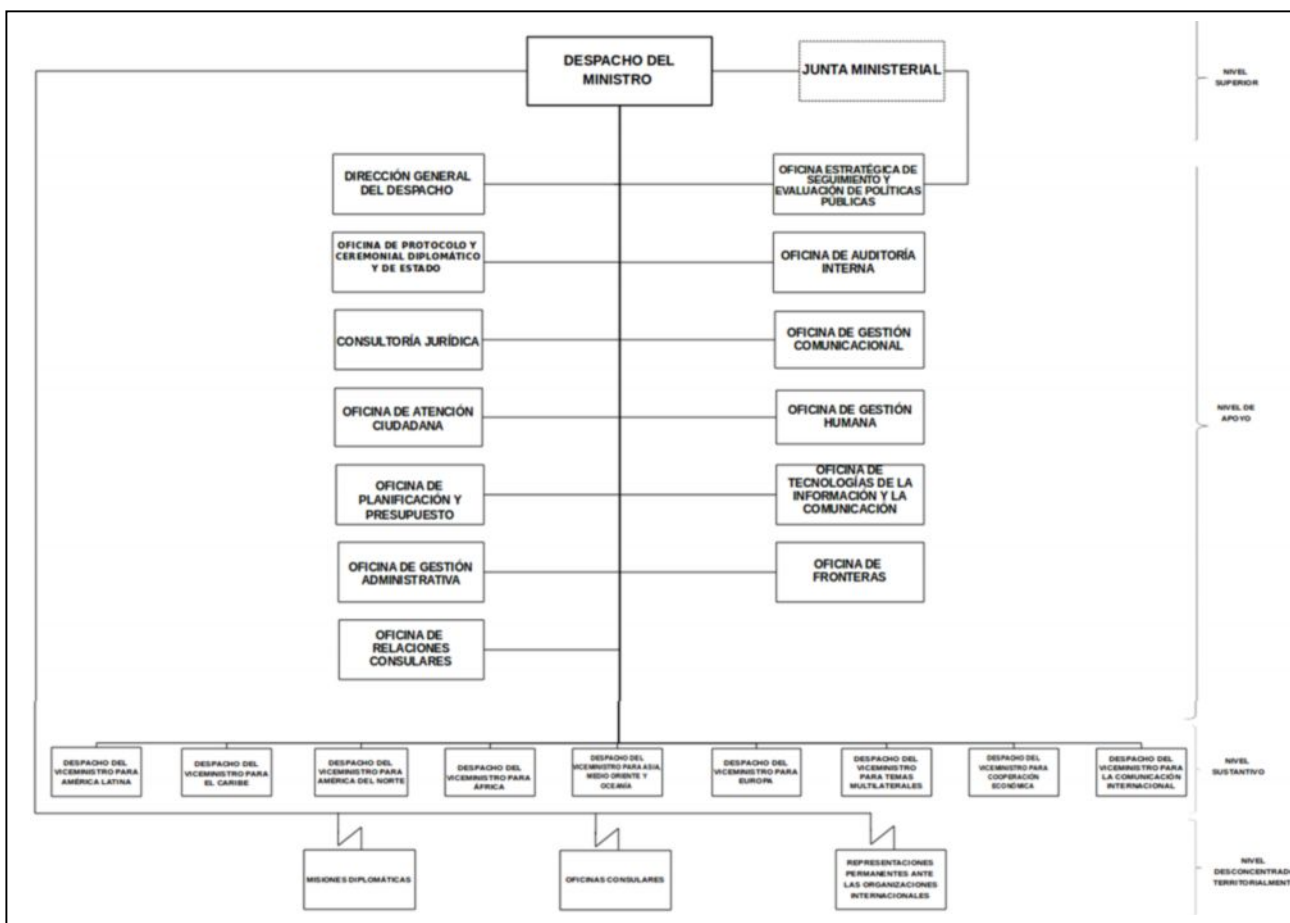 DESPACHO DEL
MINISTRO
JUNTA MINISTERIAL
NIVEL
SUPERIOR
DIRECCIÓN GENERAL
DEL DESPACHO
OFICINA ESTRATÉGICA DE
SEGUIMIENTO Y
EVALUACIÓN DE POLÍTICAS
PÚBLICAS
OFICINA DE PROTOCOLO Y
CEREMONIAL DIPLOMÁTICO
Y DE ESTADO
OFICINA DE AUDITORÍA
INTERNA
CONSULTORÍA JURÍDICA
OFICINA DE GESTIÓN
COMUNICACIONAL
OFICINA DE ATENCIÓN
CIUDADANA
OFICINA DE GESTIÓN
HUMANA
NIVEL DE
APOYO
OFICINA DE
PLANIFICACIÓN Y
PRESUPUESTO
OFICINA DE
TECNOLOGÍAS DE LA
INFORMACIÓN Y LA
COMUNICACIÓN
OFICINA DE GESTIÓN
ADMINISTRATIVA
OFICINA DE
FRONTERAS
OFICINA DE
RELACIONES
CONSULARES
DESPACHO DEL
VICEMINISTRO PARA
AMÉRICA LATINA
DESPACHO DEL
VICEMINISTRO PARA
EL CARIBE
DESPACHO DEL
VICEMINISTRO PARA
AMÉRICA DEL NORTE
DESPACHO DEL
VICEMINISTRO PARA
ÁFRICA
DESPACHO DEL
VICEMINISTRO PARA ASIA,
MEDIO ORIENTE Y
OCEANÍA
DESPACHO DEL
VICEMINISTRO PARA
EUROPA
DESPACHO DEL
VICEMINISTRO
PARA TEMAS
MULTILATERALES
DESPACHO DEL
VICEMINISTRO PARA
COOPERACIÓN
ECONÓMICA
DESPACHO DEL
VICEMINISTRO PARA
LA COMUNICACIÓN
INTERNACIONAL
NIVEL
SUSTANTIVO
MISIONES DIPLOMÁTICAS
OFICINAS CONSULARES
REPRESENTACIONES
PERMANENTES ANTE
LAS ORGANIZACIONES
INTERNACIONALES
NIVEL
DESCONCENTRADO
TERRITORIALMENT